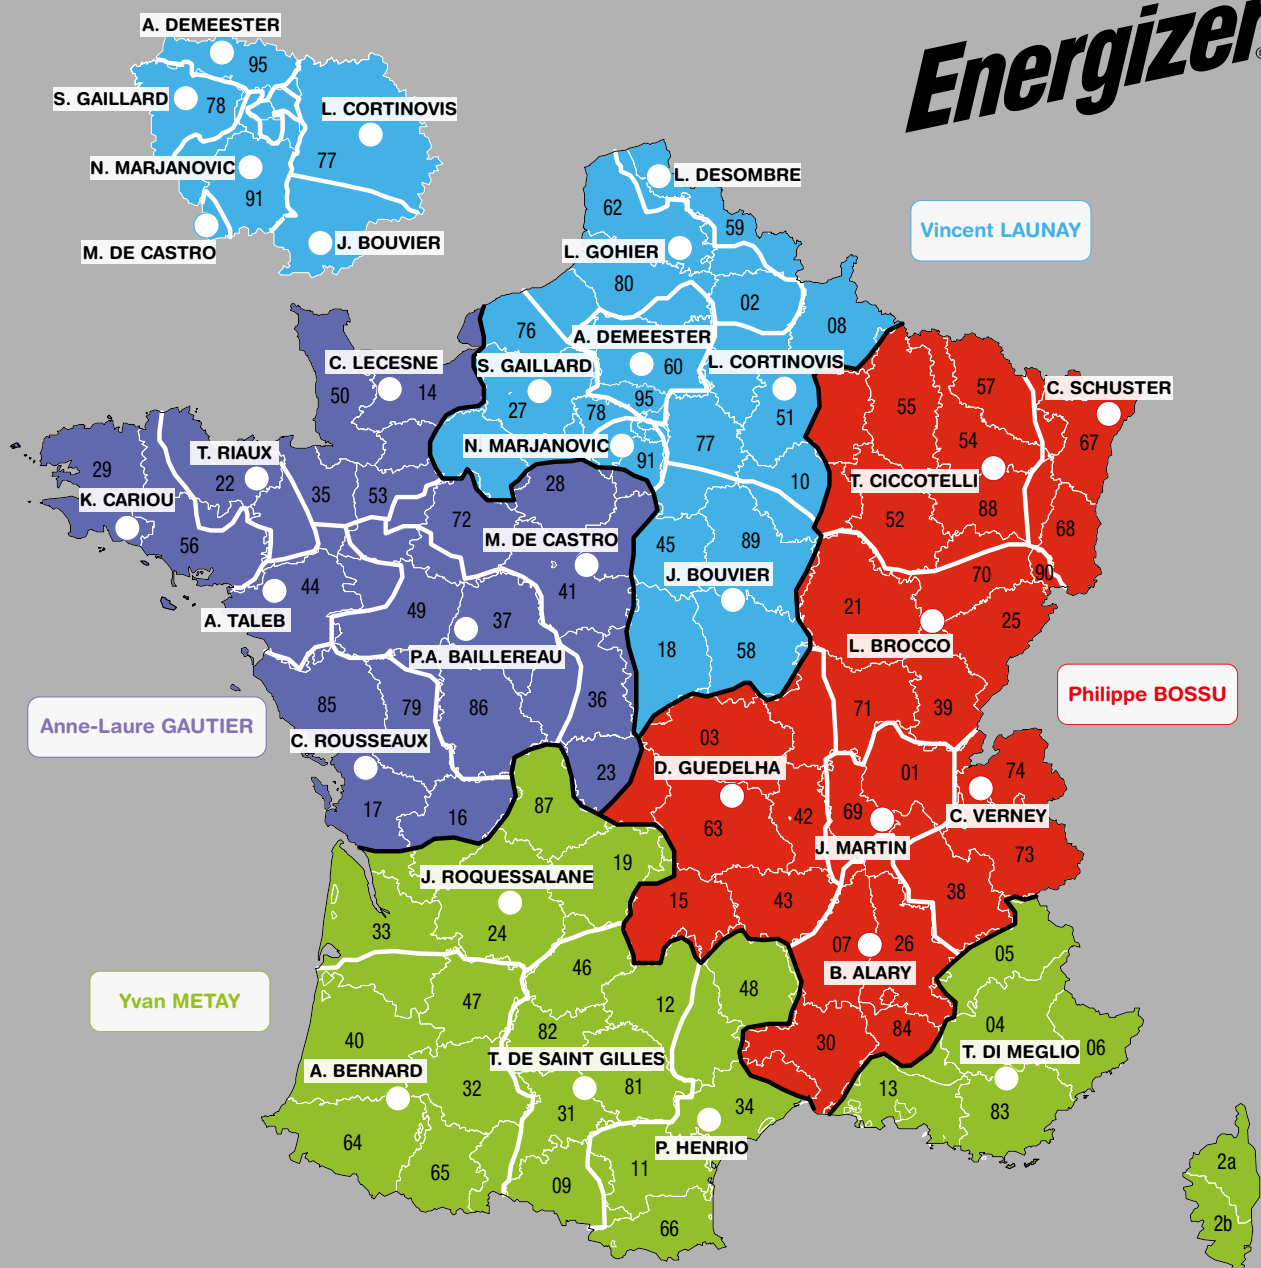 Energizer®
A. DEMEESTER
95
S. GAILLARD
78
L. CORTINOVIS
N. MARJANOVIC
77
91
M. DE CASTRO
J. BOUVIER
L. DESOMBRE
62
59
Vincent LAUNAY
L. GOHIER
80
02
76
08
A. DEMEESTER
C. LECESNE
S. GAILLARD
60
L. CORTINOVIS
50
14
27
78
95
51
55
57
C. SCHUSTER
54
67
N. MARJANOVIC
91
77
T. RIAUX
29
22
35
53
28
10
T. CICCOTELLI
K. CARIOU
56
72
52
88
68
M. DE CASTRO
45
89
J. BOUVIER
44
41
70
90
A. TALEB
49
37
21
25
P.A. BAILLEREAU
18
58
L. BROCCO
Philippe BOSSU
Anne-Laure GAUTIER
85
79
86
36
71
39
C. ROUSSEAUX
03
D. GUEDELHA
23
01
74
17
16
87
63
42
69
C. VERNEY
J. MARTIN
73
19
J. ROQUESSALANE
15
43
38
33
24
07
26
05
B. ALARY
46
Yvan METAY
47
12
48
40
82
30
84
04
06
T. DE SAINT GILLES
T. DI MEGLIO
A. BERNARD
32
81
31
13
34
83
64
P. HENRIO
65
09
11
66
2a
2b